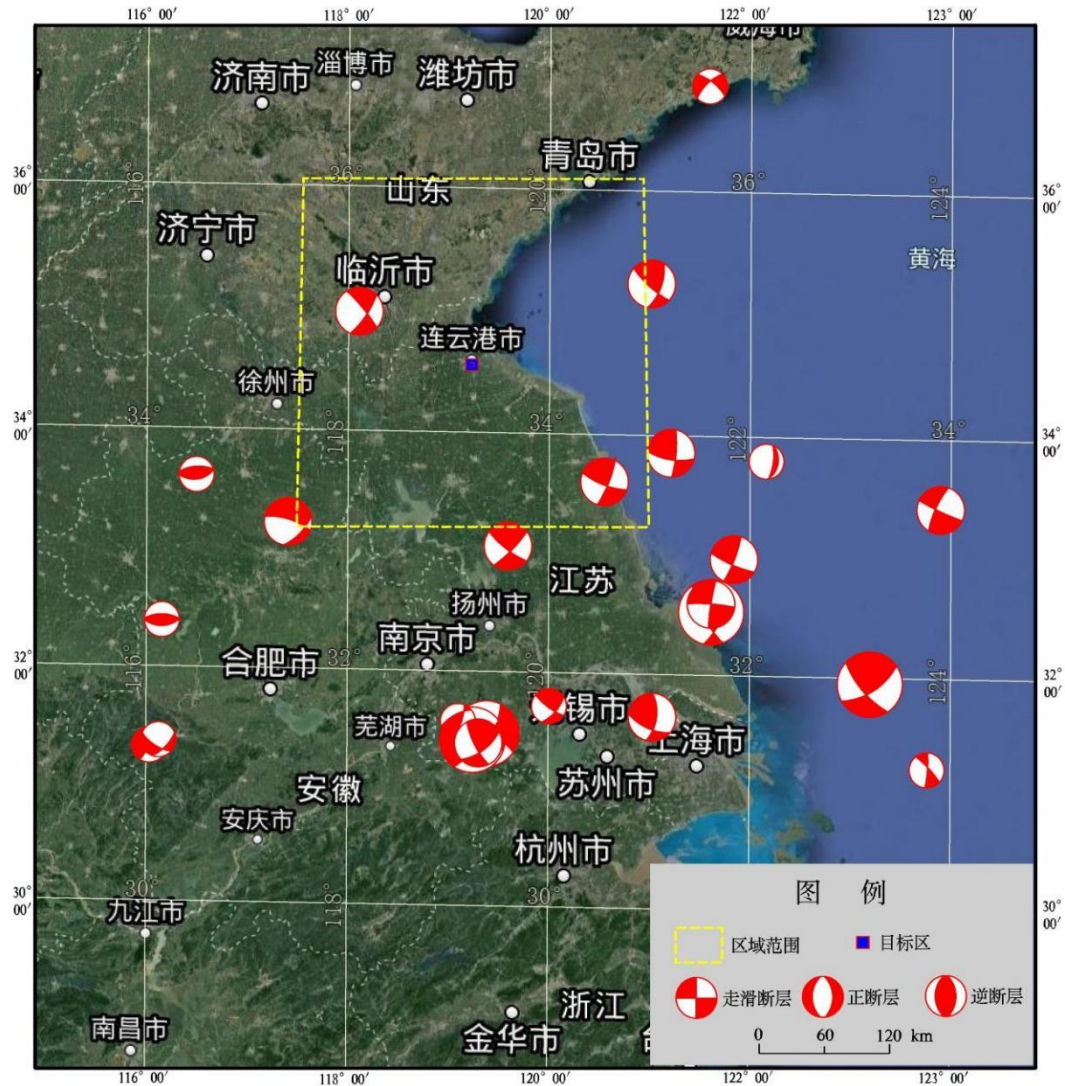 116° 00′
118° 00′
120° 00′
122° 00′
123° 00′
威海市
济南市
淄博市
潍坊市
青岛市
36°
00′
116°
36°
山东
120°
36°
124°
36°
00′
济宁市
黄海
临沂市
连云港市
徐州市
34°
00′
34°
118°
34°
122°
34°
34°
00′
江苏
扬州市
南京市
合肥市
32°
00′
116°
32°
120°
32°
124°
32°
00′
芜湖市
锡市
上海市
苏州市
安徽
安庆市
杭州市
30°
00′
30°
118°
30°
30°
00′
九江市
图 例
区域范围
目标区
走滑断层
正断层
逆断层
0 60 120 km
浙江
南昌市
金华市
116° 00′
118° 00′
120° 00′
122° 00′
123° 00′